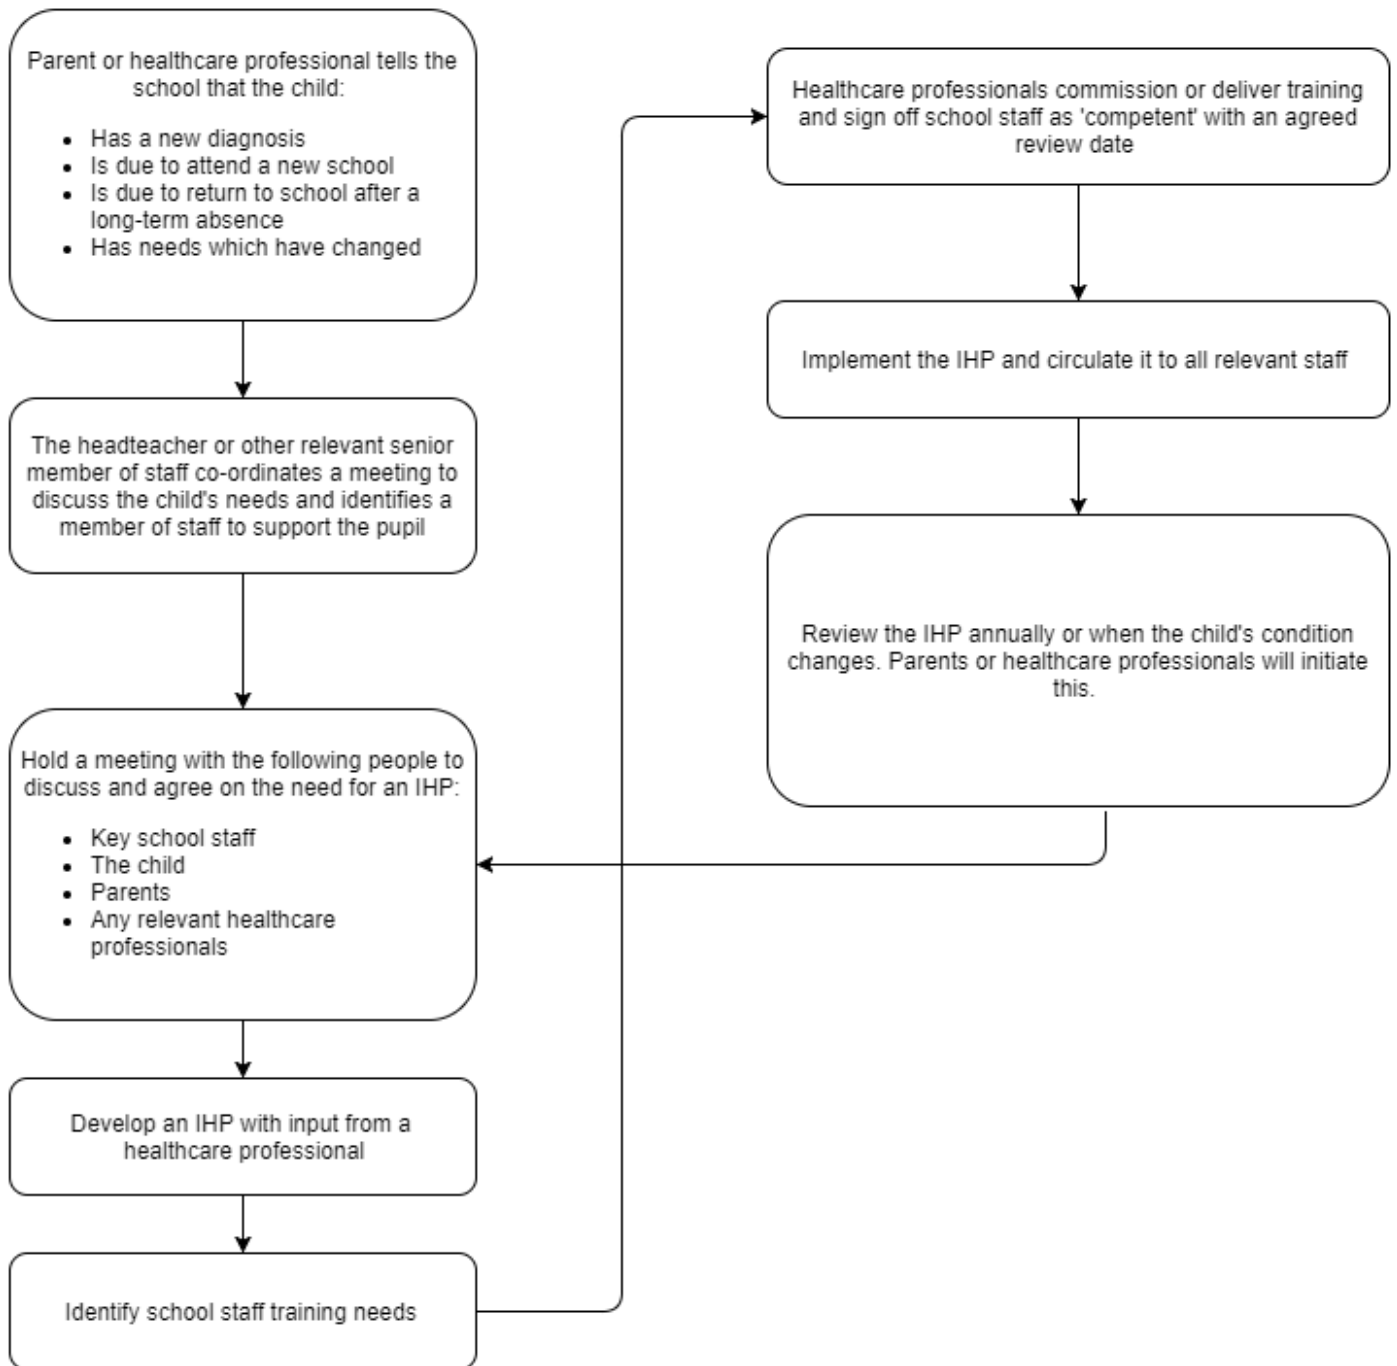 Parent or healthcare professional tells the
school that the child:
• Has a new diagnosis
• Is due to attend a new school
• Is due to return to school after a
long-term absence
• Has needs which have changed
The headteacher or other relevant senior
member of staff co-ordinates a meeting to
discuss the child's needs and identifies a
member of staff to support the pupil
Hold a meeting with the following people to
discuss and agree on the need for an IHP:
• Key school staff
• The child
• Parents
• Any relevant healthcare
professionals
Develop an IHP with input from a
healthcare professional
Identify school staff training needs
Healthcare professionals commission or deliver training
and sign off school staff as 'competent' with an agreed
review date
Implement the IHP and circulate it to all relevant staff
Review the IHP annually or when the child's condition
changes. Parents or healthcare professionals will initiate
this.